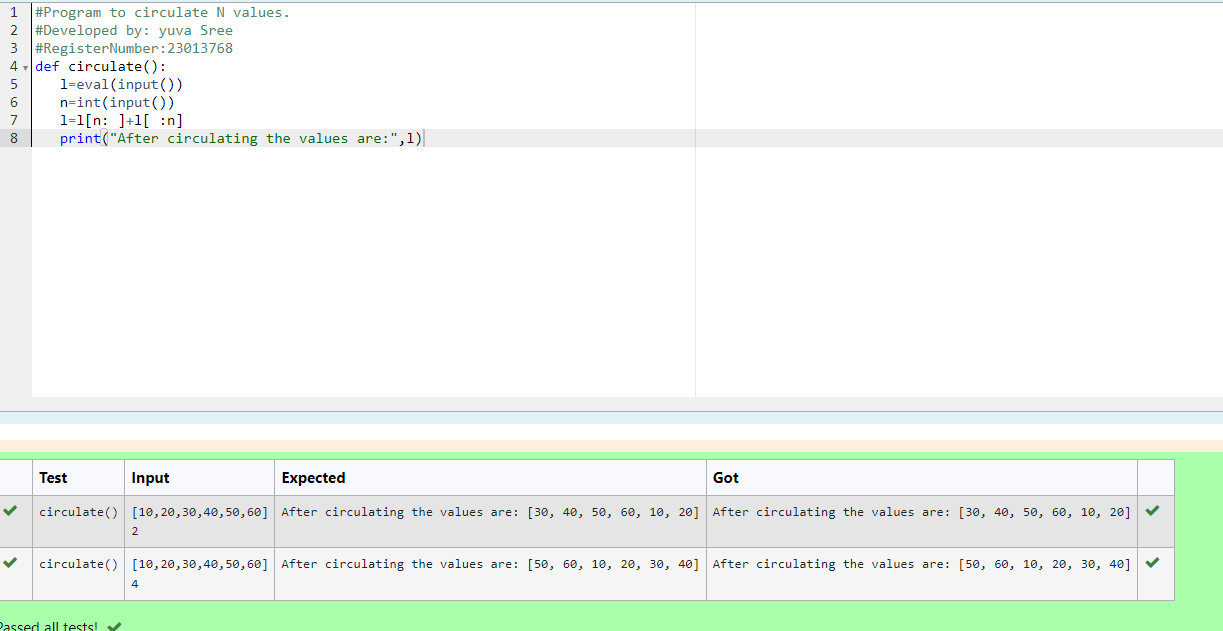 1 #Program to circulate N values.
2 #Developed by: yuva Sree
3 #RegisterNumber:23013768
4 def circulate():
5 l=eval(input())
6 n=int(input())
7 l=l[n: ]+l[ :n]
8 print("After circulating the values are:",l)
Test Input Expected Got
circulate() [10,20,30,40,50,60] After circulating the values are: [30, 40, 50, 60, 10, 20] After circulating the values are: [30, 40, 50, 60, 10, 20]
2
circulate() [10,20,30,40,50,60] After circulating the values are: [50, 60, 10, 20, 30, 40] After circulating the values are: [50, 60, 10, 20, 30, 40]
4
Passed all tests!